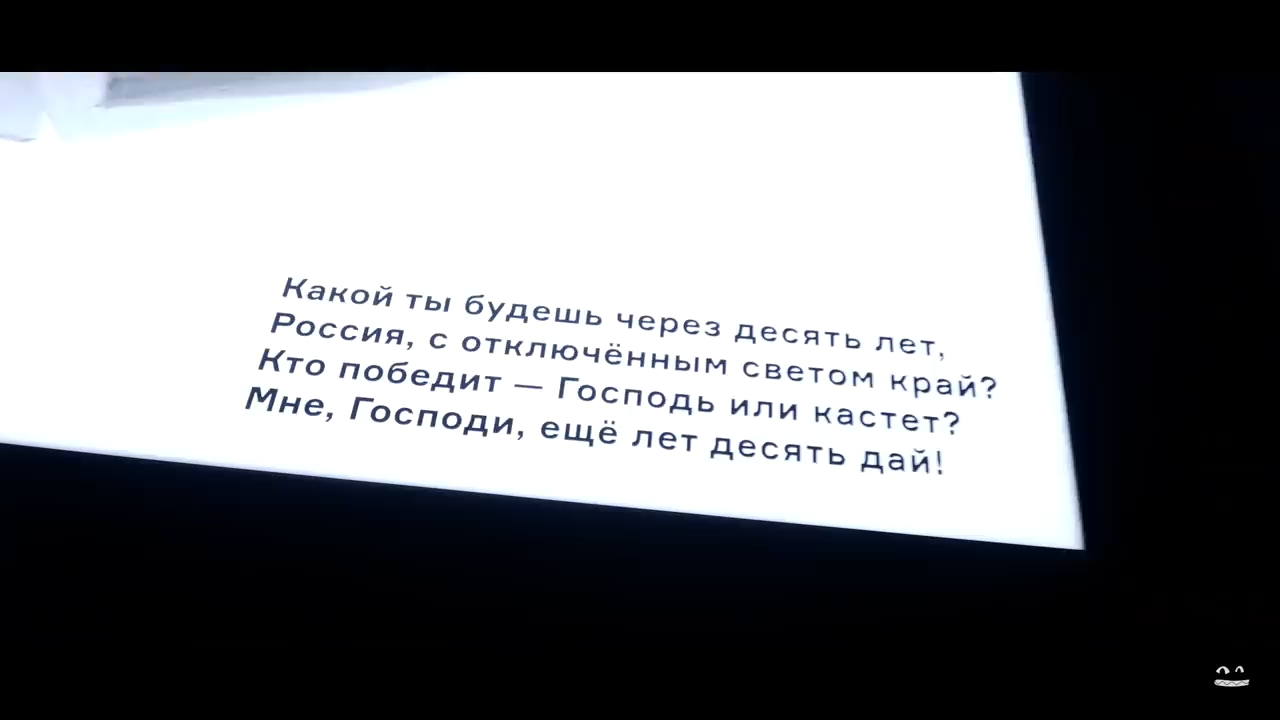 Какой ты будешь через десять лет,
Россия, с отключённым светом край?
Кто победит — Господь или кастет?
Мне, Господи, ещё лет десять дай!